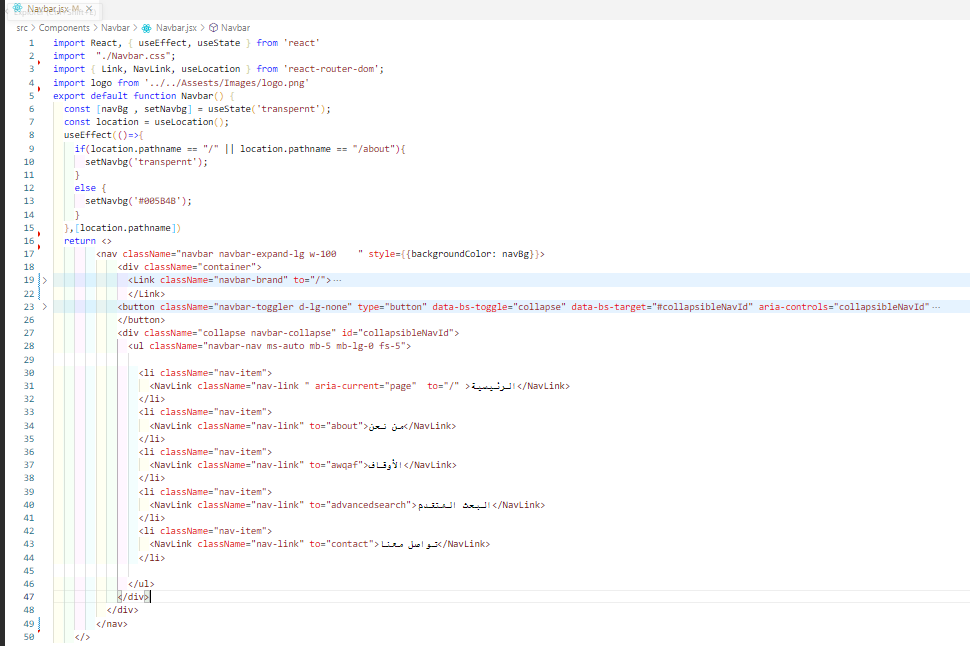 Navbar.jsx M ×
src > Components > Navbar > Navbar.jsx > Navbar
1 import React, { useEffect, useState } from 'react'
2 import "./Navbar.css";
3 import { Link, NavLink, useLocation } from 'react-router-dom';
4 import logo from '../../Assests/Images/logo.png'
5 export default function Navbar() {
6 const [navBg , setNavbg] = useState('transpernt');
7 const location = useLocation();
8 useEffect(()=>{
9 if(location.pathname == "/" || location.pathname == "/about"){
10 setNavbg('transpernt');
11 }
12 else {
13 setNavbg('#005B4B');
14 }
15 },[location.pathname])
16 return <>
17 <nav className="navbar navbar-expand-lg w-100 " style={{backgroundColor: navBg}}>
18 <div className="container">
19 <Link className="navbar-brand" to="/">…
22 </Link>
23 <button className="navbar-toggler d-lg-none" type="button" data-bs-toggle="collapse" data-bs-target="#collapsibleNavId" aria-controls="collapsibleNavId"…
26 </button>
27 <div className="collapse navbar-collapse" id="collapsibleNavId">
28 <ul className="navbar-nav ms-auto mb-5 mb-lg-0 fs-5">
29
30 <li className="nav-item">
31 <NavLink className="nav-link " aria-current="page" to="/" >الرئيسية</NavLink>
32 </li>
33 <li className="nav-item">
34 <NavLink className="nav-link" to="about">من نحن</NavLink>
35 </li>
36 <li className="nav-item">
37 <NavLink className="nav-link" to="awqaf">الأوقاف</NavLink>
38 </li>
39 <li className="nav-item">
40 <NavLink className="nav-link" to="advancedsearch">البحث المتقدم</NavLink>
41 </li>
42 <li className="nav-item">
43 <NavLink className="nav-link" to="contact">تواصل معنا</NavLink>
44 </li>
45
46 </ul>
47 </div>
48 </div>
49 </nav>
50 </>